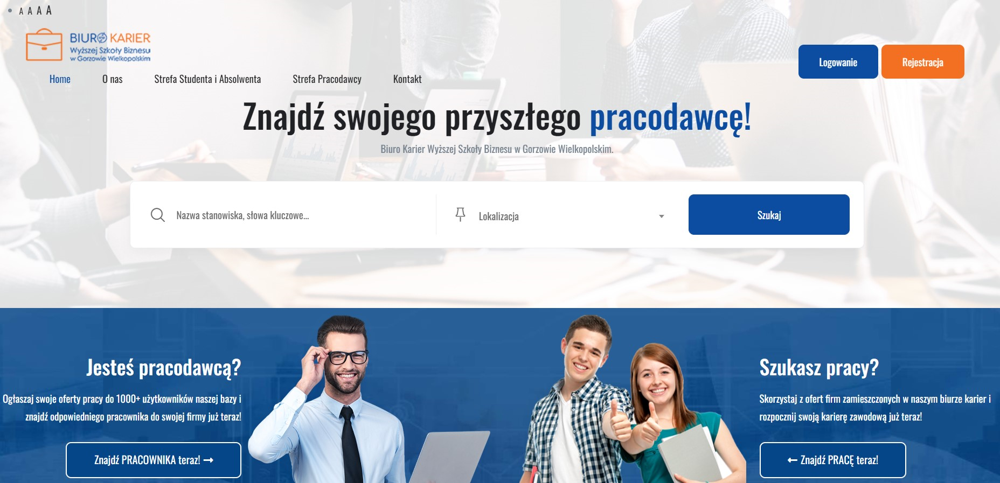 A A A A
BIURO KARIER
Wyższej Szkoły Biznesu
w Gorzowie Wielkopolskim
Logowanie
Rejestracja
Home
O nas
Strefa Studenta i Absolwenta
Strefa Pracodawcy
Kontakt
Znajdź swojego przyszłego pracodawcę!
Biuro Karier Wyższej Szkoły Biznesu w Gorzowie Wielkopolskim.
Nazwa stanowiska, słowa kluczowe...
Lokalizacja
Szukaj
Jesteś pracodawcą?
Ogłaszaj swoje oferty pracy do 1000+ użytkowników naszej bazy i
znajdź odpowiedniego pracownika do swojej firmy już teraz!
Znajdź PRACOWNIKA teraz! →
Szukasz pracy?
Skorzystaj z ofert firm zamieszczonych w naszym biurze karier i
rozpocznij swoją karierę zawodową już teraz!
← Znajdź PRACĘ teraz!